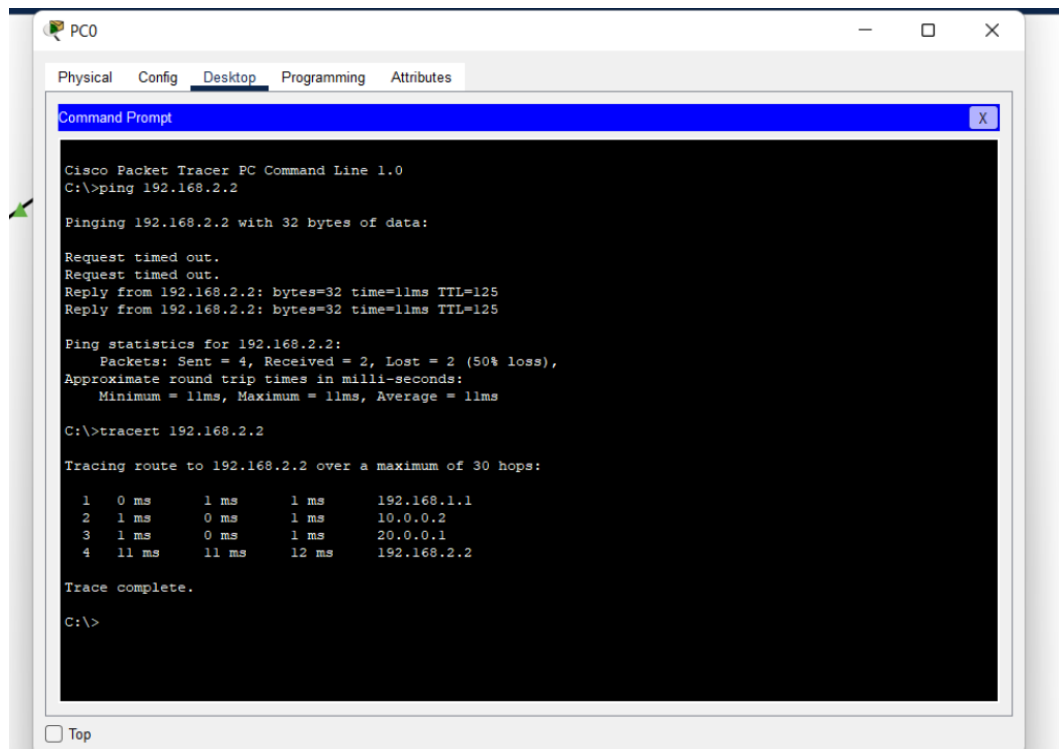 PC0
Physical Config Desktop Programming Attributes
Command Prompt X
Cisco Packet Tracer PC Command Line 1.0
C:\>ping 192.168.2.2
Pinging 192.168.2.2 with 32 bytes of data:
Request timed out.
Request timed out.
Reply from 192.168.2.2: bytes=32 time=11ms TTL=125
Reply from 192.168.2.2: bytes=32 time=11ms TTL=125
Ping statistics for 192.168.2.2:
Packets: Sent = 4, Received = 2, Lost = 2 (50% loss),
Approximate round trip times in milli-seconds:
Minimum = 11ms, Maximum = 11ms, Average = 11ms
C:\>tracert 192.168.2.2
Tracing route to 192.168.2.2 over a maximum of 30 hops:
1 0 ms 1 ms 1 ms 192.168.1.1
2 1 ms 0 ms 1 ms 10.0.0.2
3 1 ms 0 ms 1 ms 20.0.0.1
4 11 ms 11 ms 12 ms 192.168.2.2
Trace complete.
C:\>
Top